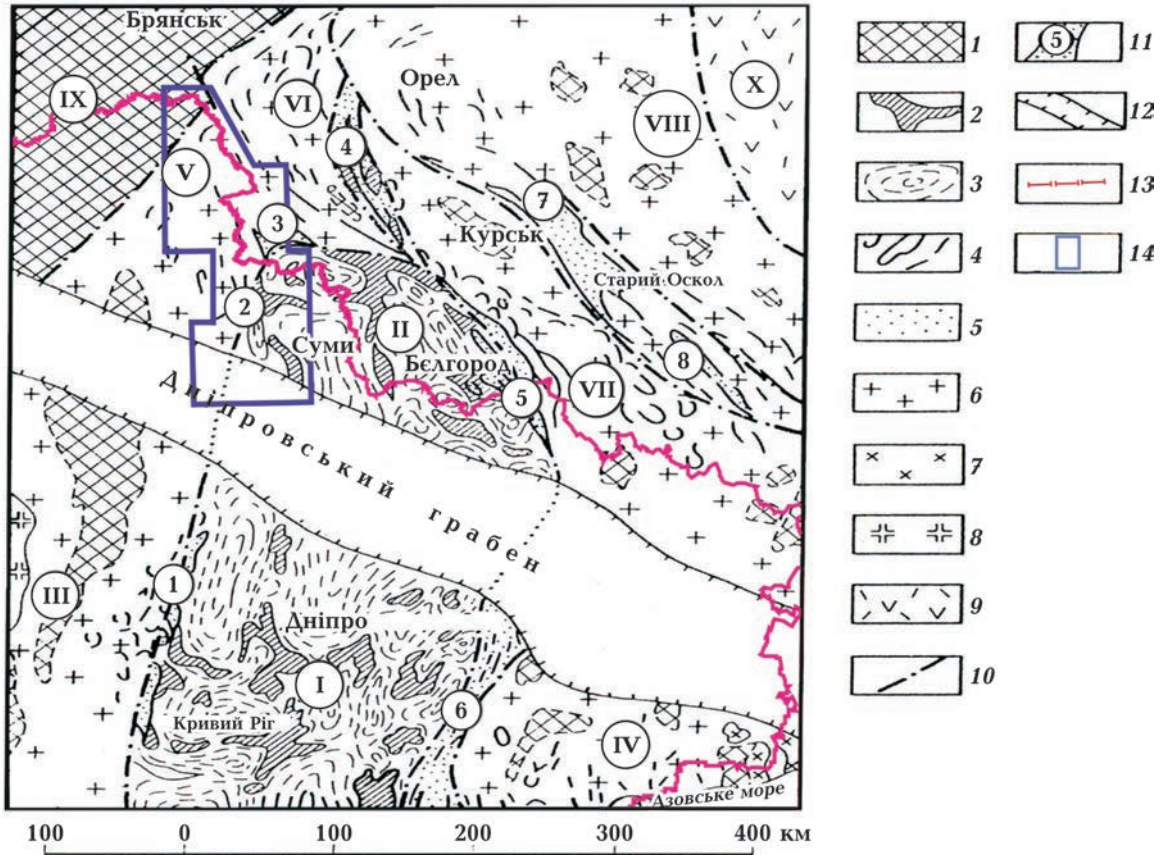 Брянськ
Орел
IX
VI
VIII
X
V
4
7
3
Курськ
Старий Оскол
2
II
Суми
Бєлгород
8
5
VII
Дніпровський грабен
III
1
Дніпро
I
6
Кривий Ріг
IV
Азовське море
100 0 100 200 300 400 км
1
2
3
4
5
6
7
8
9
10
5 11
12
13
14